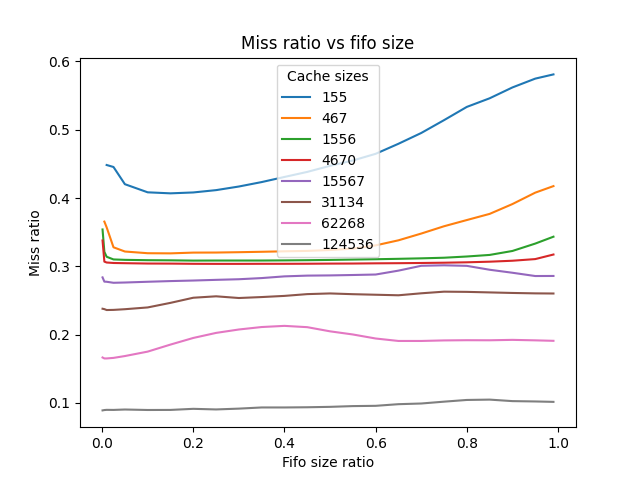 Miss ratio vs fifo size
Cache sizes
155
467
1556
4670
15567
31134
62268
124536
0.6
0.5
0.4
0.3
0.2
0.1
Miss ratio
0.0 0.2 0.4 0.6 0.8 1.0
Fifo size ratio